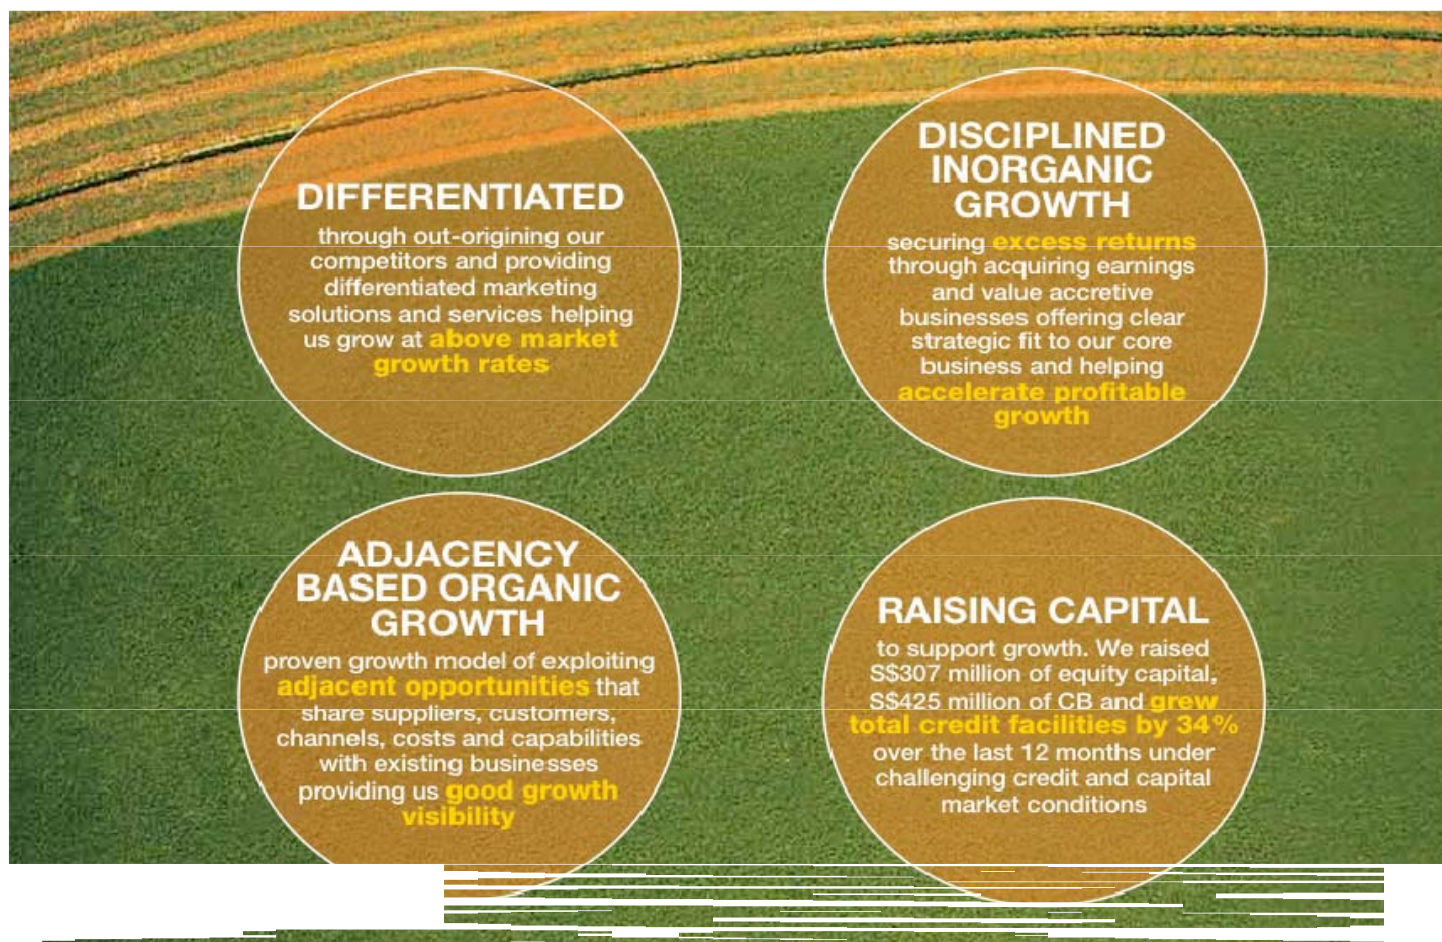 DIFFERENTIATED
through out-origining our
competitors and providing
differentiated marketing
solutions and services helping
us grow at above market
growth rates
DISCIPLINED
INORGANIC
GROWTH
securing excess returns
through acquiring earnings
and value accretive
businesses offering clear
strategic fit to our core
business and helping
accelerate profitable
growth
ADJACENCY
BASED ORGANIC
GROWTH
proven growth model of exploiting
adjacent opportunities that
share suppliers, customers,
channels, costs and capabilities
with existing businesses
providing us good growth
visibility
RAISING CAPITAL
to support growth. We raised
S$307 million of equity capital,
S$425 million of CB and grew
total credit facilities by 34%
over the last 12 months under
challenging credit and capital
market conditions